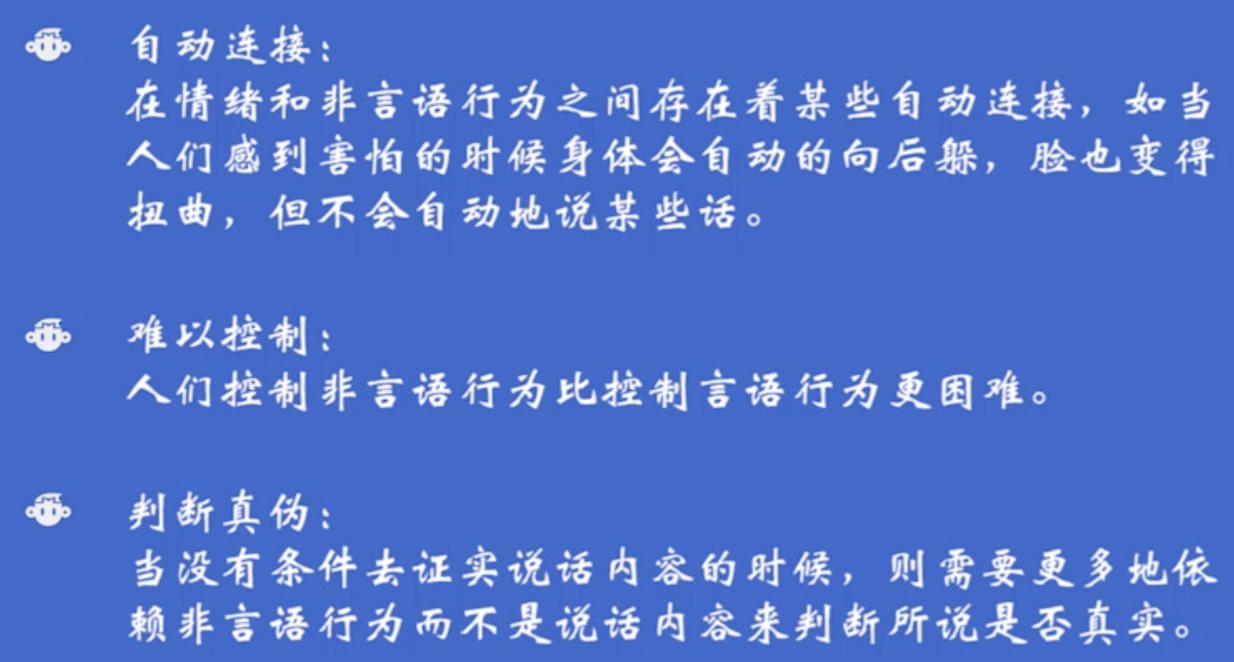 自动连接：
在情绪和非言语行为之间存在着某些自动连接，如当
人们感到害怕的时候身体会自动的向后躲，脸也变得
扭曲，但不会自动地说某些话。
难以控制：
人们控制非言语行为比控制言语行为更困难。
判断真伪：
当没有条件去证实说话内容的时候，则需要更多地依
赖非言语行为而不是说话内容来判断所说是否真实。